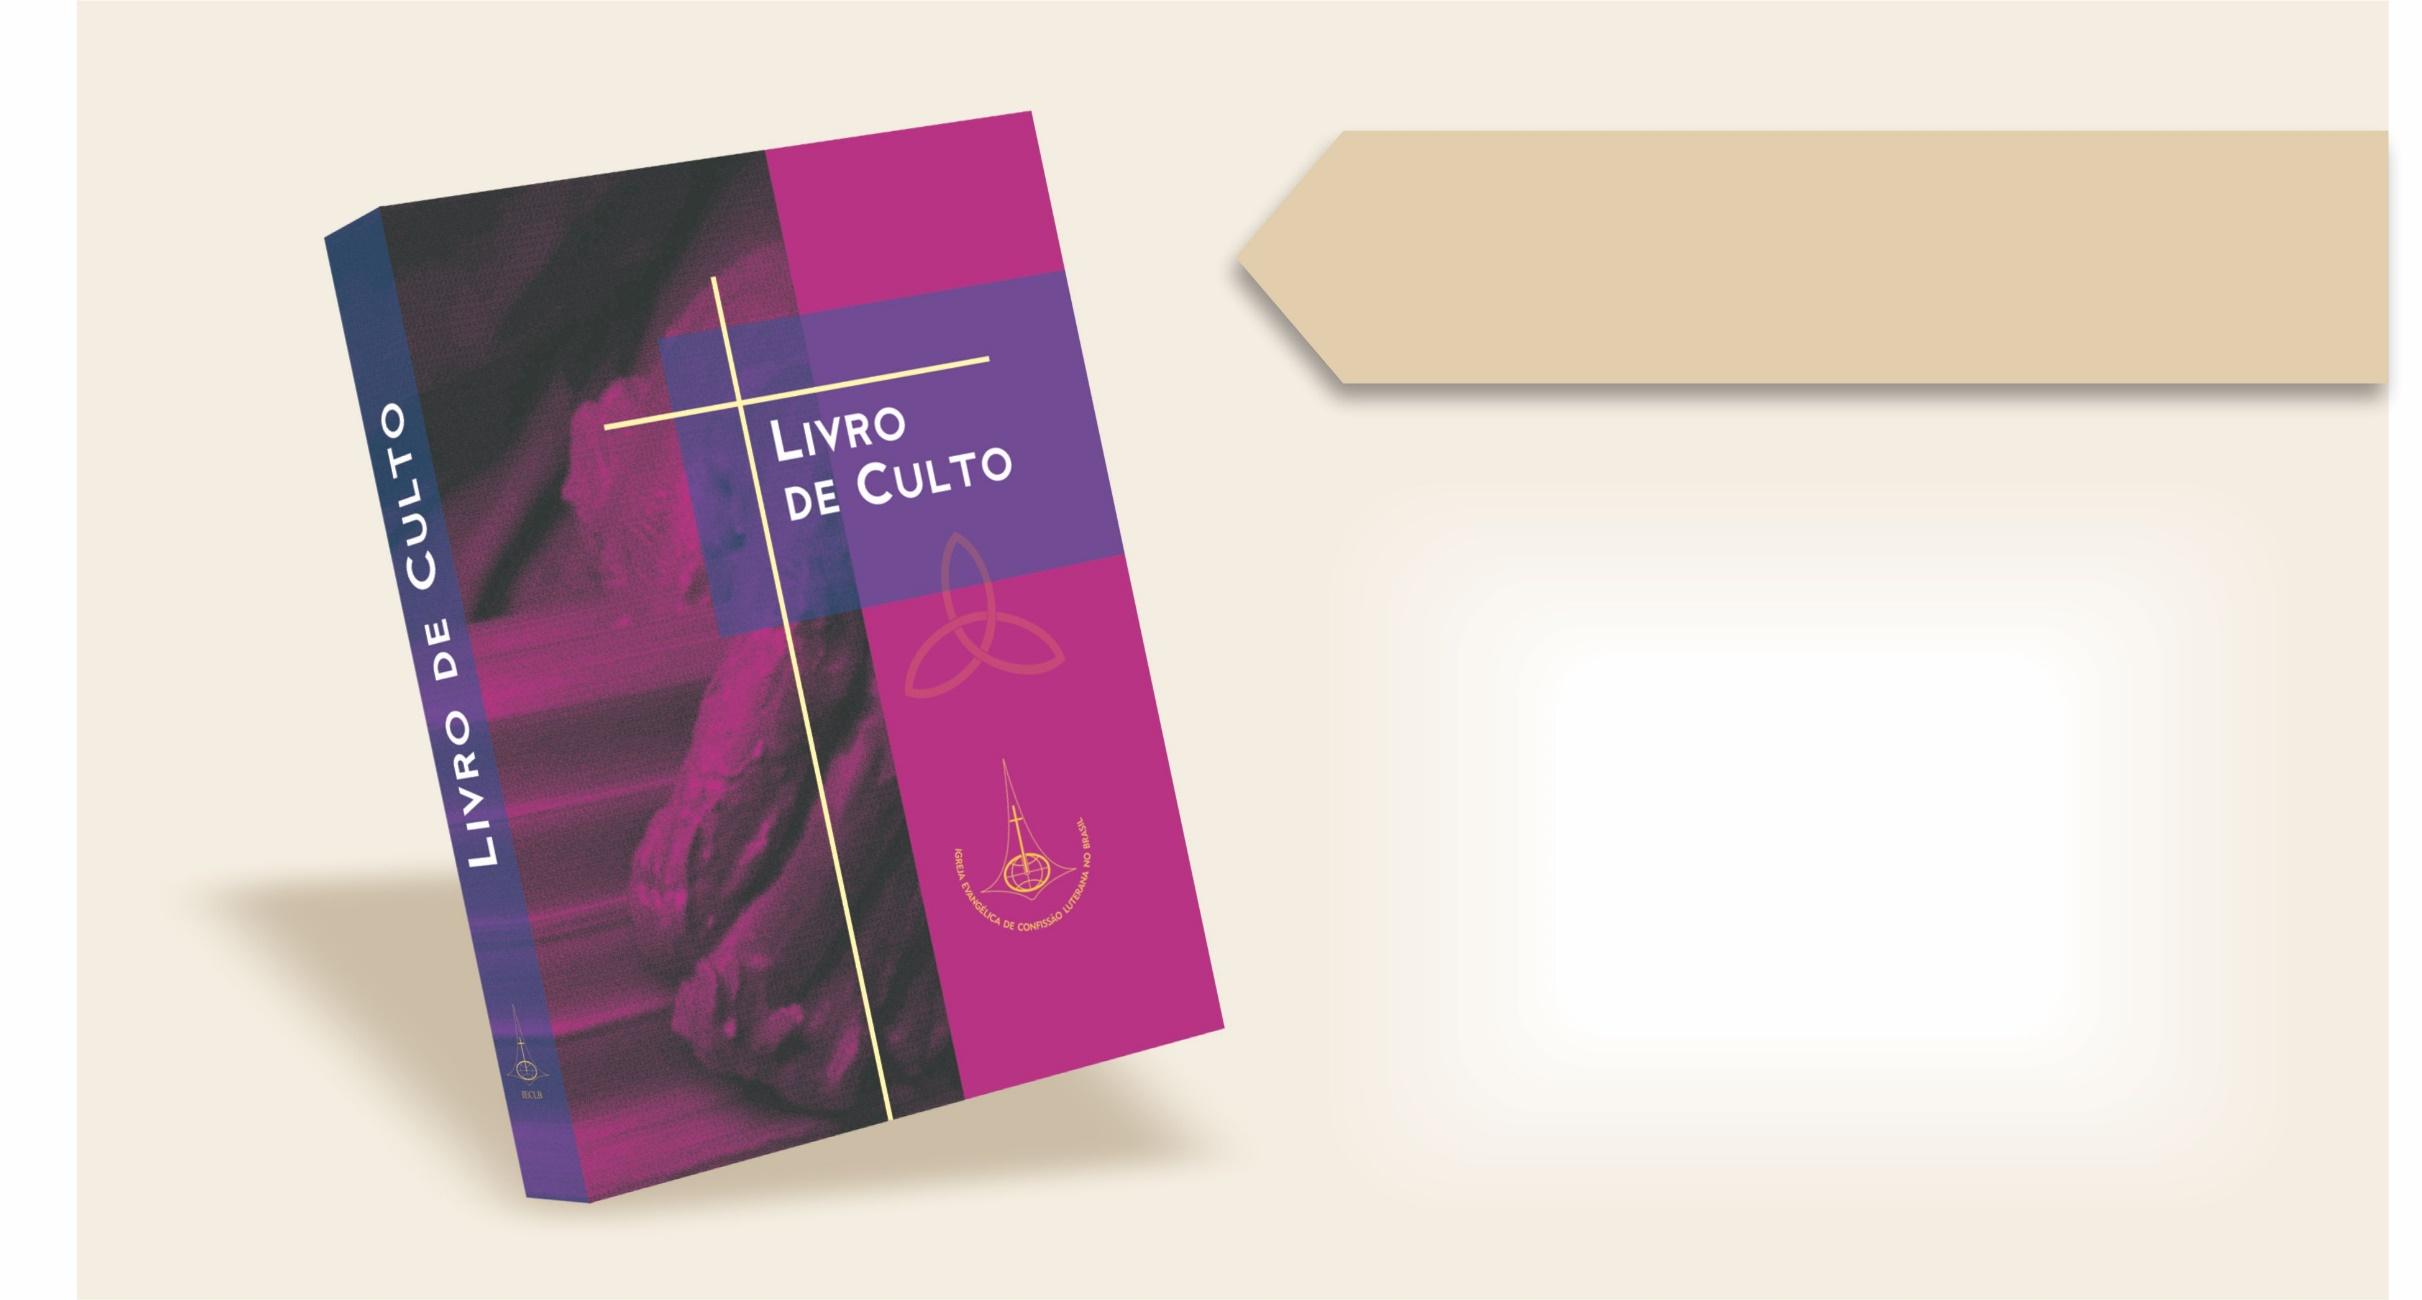 LIVRO DE CULTO
IECLB
LIVRO
DE CULTO
IGREJA EVANGÉLICA DE CONFISSÃO LUTERANA NO BRASIL